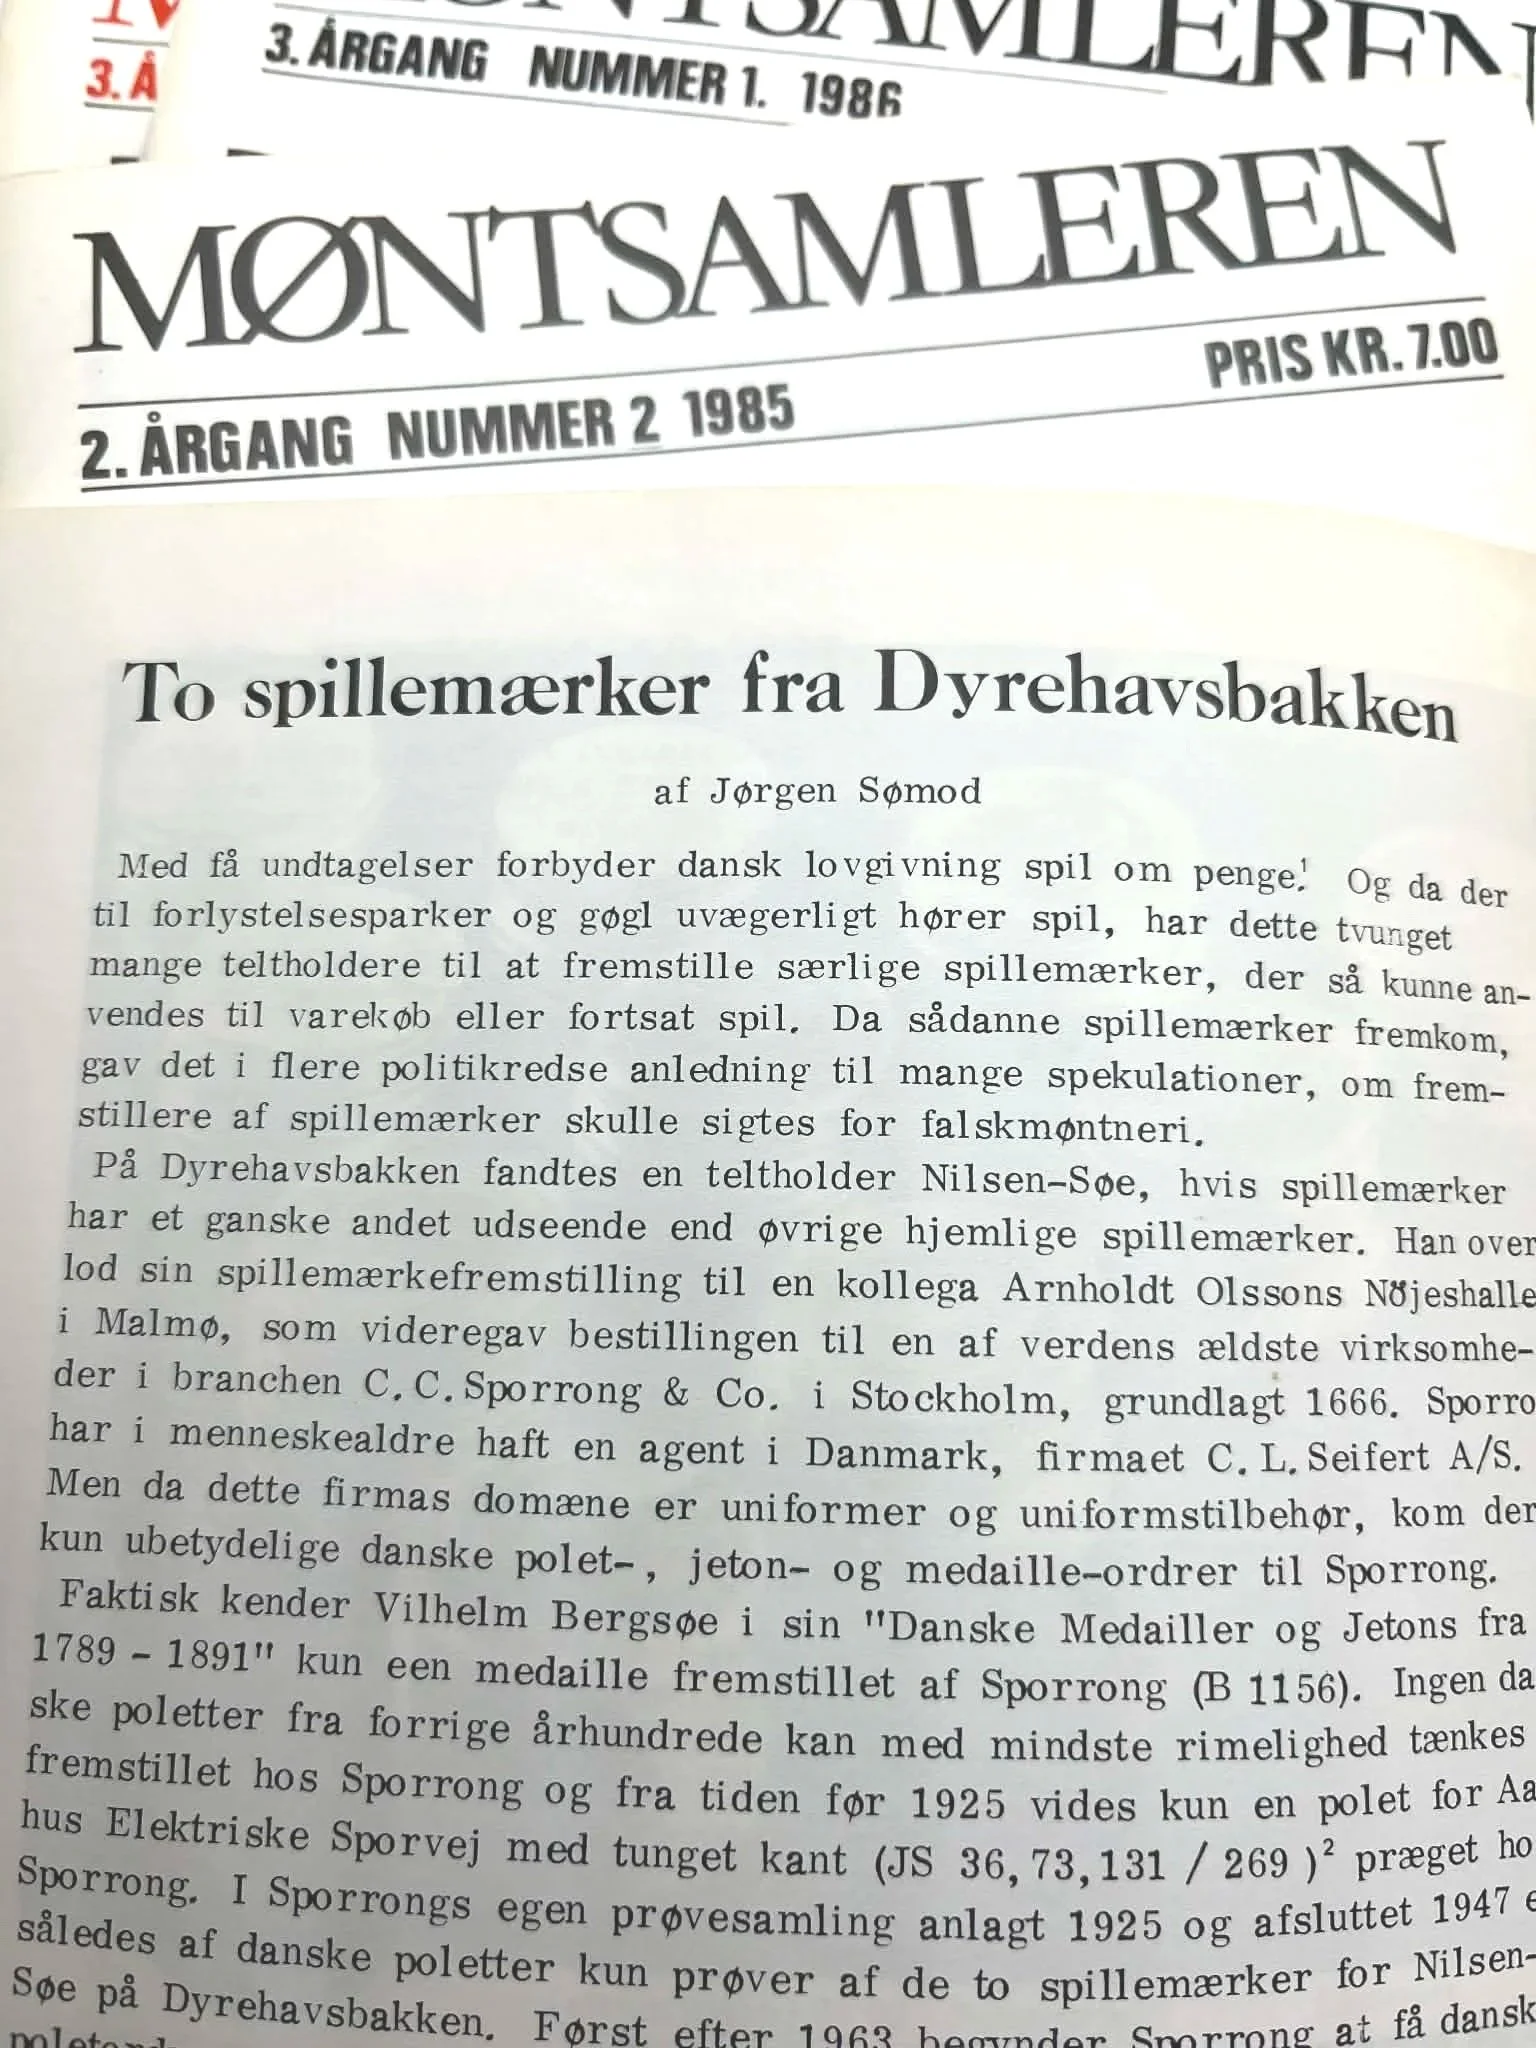 3. Å
3. ÅRGANG NUMMER 1. 1986
MØNTSAMLEREN
2. ÅRGANG NUMMER 2 1985
PRIS KR. 7.00
To spillemærker fra Dyrehavsbakken
af Jørgen Sømod
Med få undtagelser forbyder dansk lovgivning spil om penge.¹ Og da der
til forlystelsesparker og gøgl uvægerligt hører spil, har dette tvunget
mange teltholdere til at fremstille særlige spillemærker, der så kunne an-
vendes til varekøb eller fortsat spil. Da sådanne spillemærker fremkom,
gav det i flere politikredse anledning til mange spekulationer, om frem-
stillere af spillemærker skulle sigtes for falskmøntneri.
På Dyrehavsbakken fandtes en teltholder Nilsen-Søe, hvis spillemærker
har et ganske andet udseende end øvrige hjemlige spillemærker. Han over
lod sin spillemærkefremstilling til en kollega Arnholdt Olssons Nöjeshalle
i Malmø, som videregav bestillingen til en af verdens ældste virksomhe-
der i branchen C.C. Sporrong & Co. i Stockholm, grundlagt 1666. Sporro
har i menneskealdre haft en agent i Danmark, firmaet C.L. Seifert A/S.
Men da dette firmas domæne er uniformer og uniformstilbehør, kom der
kun ubetydelige danske polet-, jeton- og medaille-ordrer til Sporrong.
Faktisk kender Vilhelm Bergsøe i sin "Danske Medailler og Jetons fra
1789 - 1891" kun een medaille fremstillet af Sporrong (B 1156). Ingen da
ske poletter fra forrige århundrede kan med mindste rimelighed tænkes
fremstillet hos Sporrong og fra tiden før 1925 vides kun en polet for Aa
hus Elektriske Sporvej med tunget kant (JS 36,73,131 / 269 )² præget ho
Sporrong. I Sporrongs egen prøvesamling anlagt 1925 og afsluttet 1947 e
således af danske poletter kun prøver af de to spillemærker for Nilsen-
Søe på Dyrehavsbakken. Først efter 1963 begynder Sporrong at få dansk